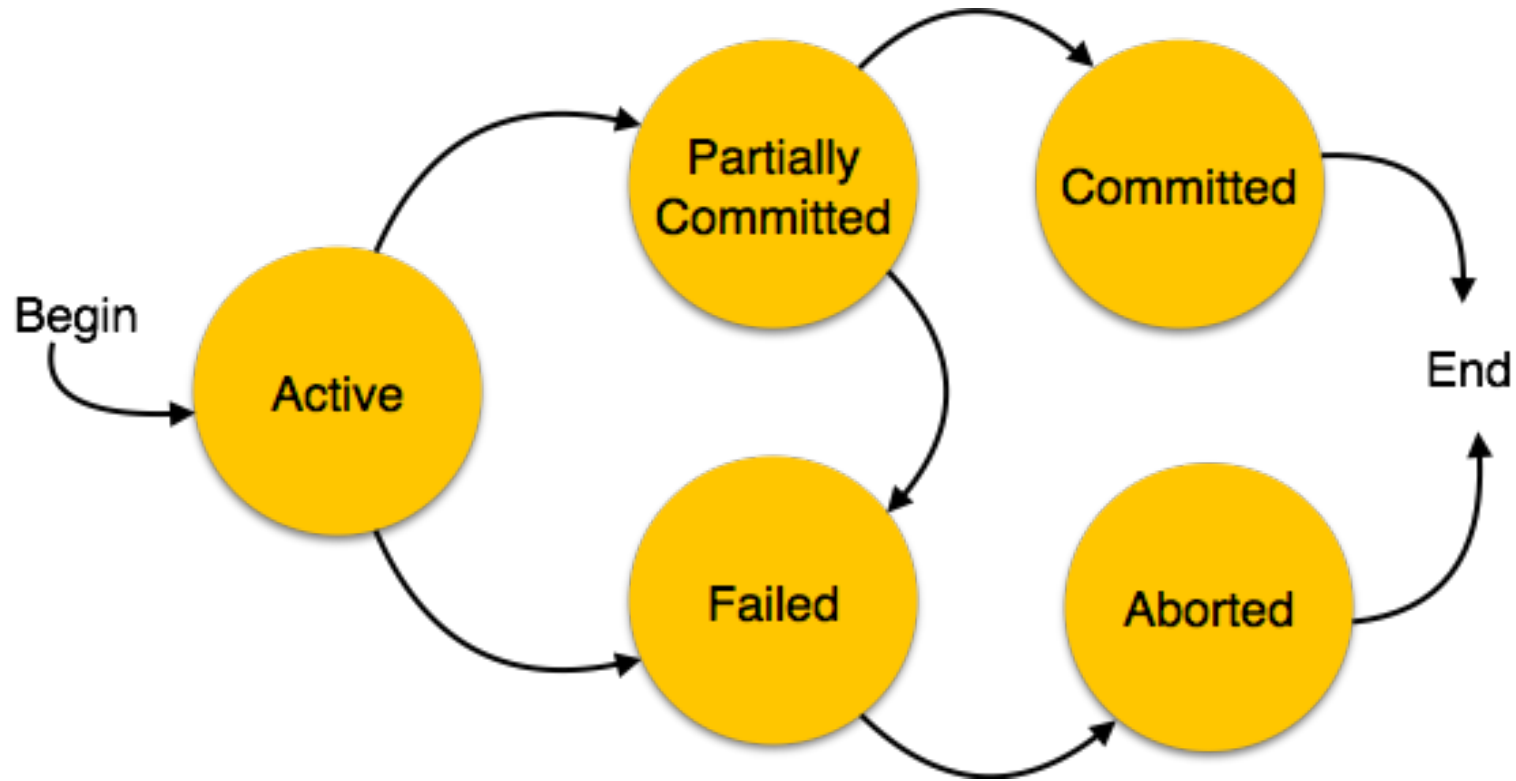 Begin
Active
Partially
Committed
Committed
Failed
Aborted
End